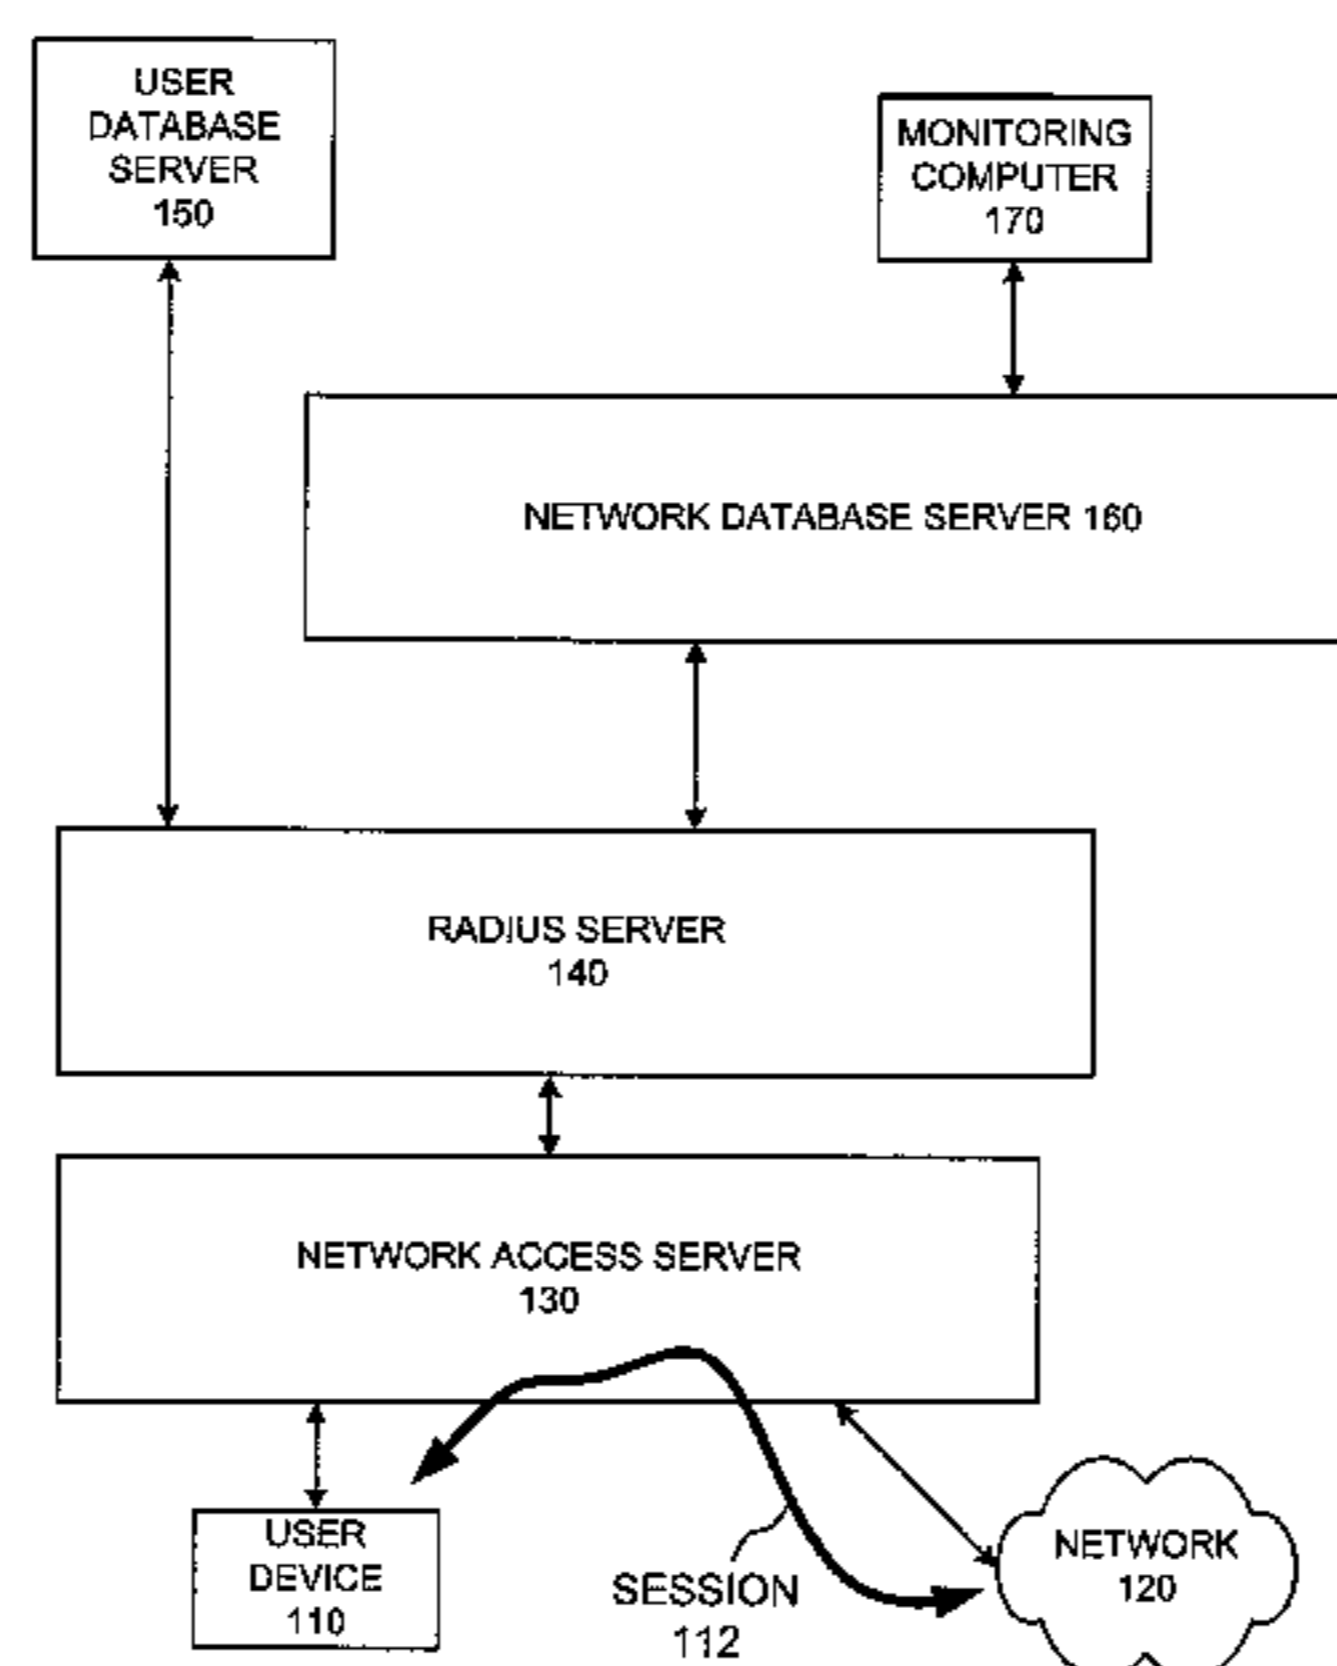 USER
DATABASE
SERVER
150
MONITORING
COMPUTER
170
NETWORK DATABASE SERVER 160
RADIUS SERVER
140
NETWORK ACCESS SERVER
130
USER
DEVICE
110
SESSION
112
NETWORK
120